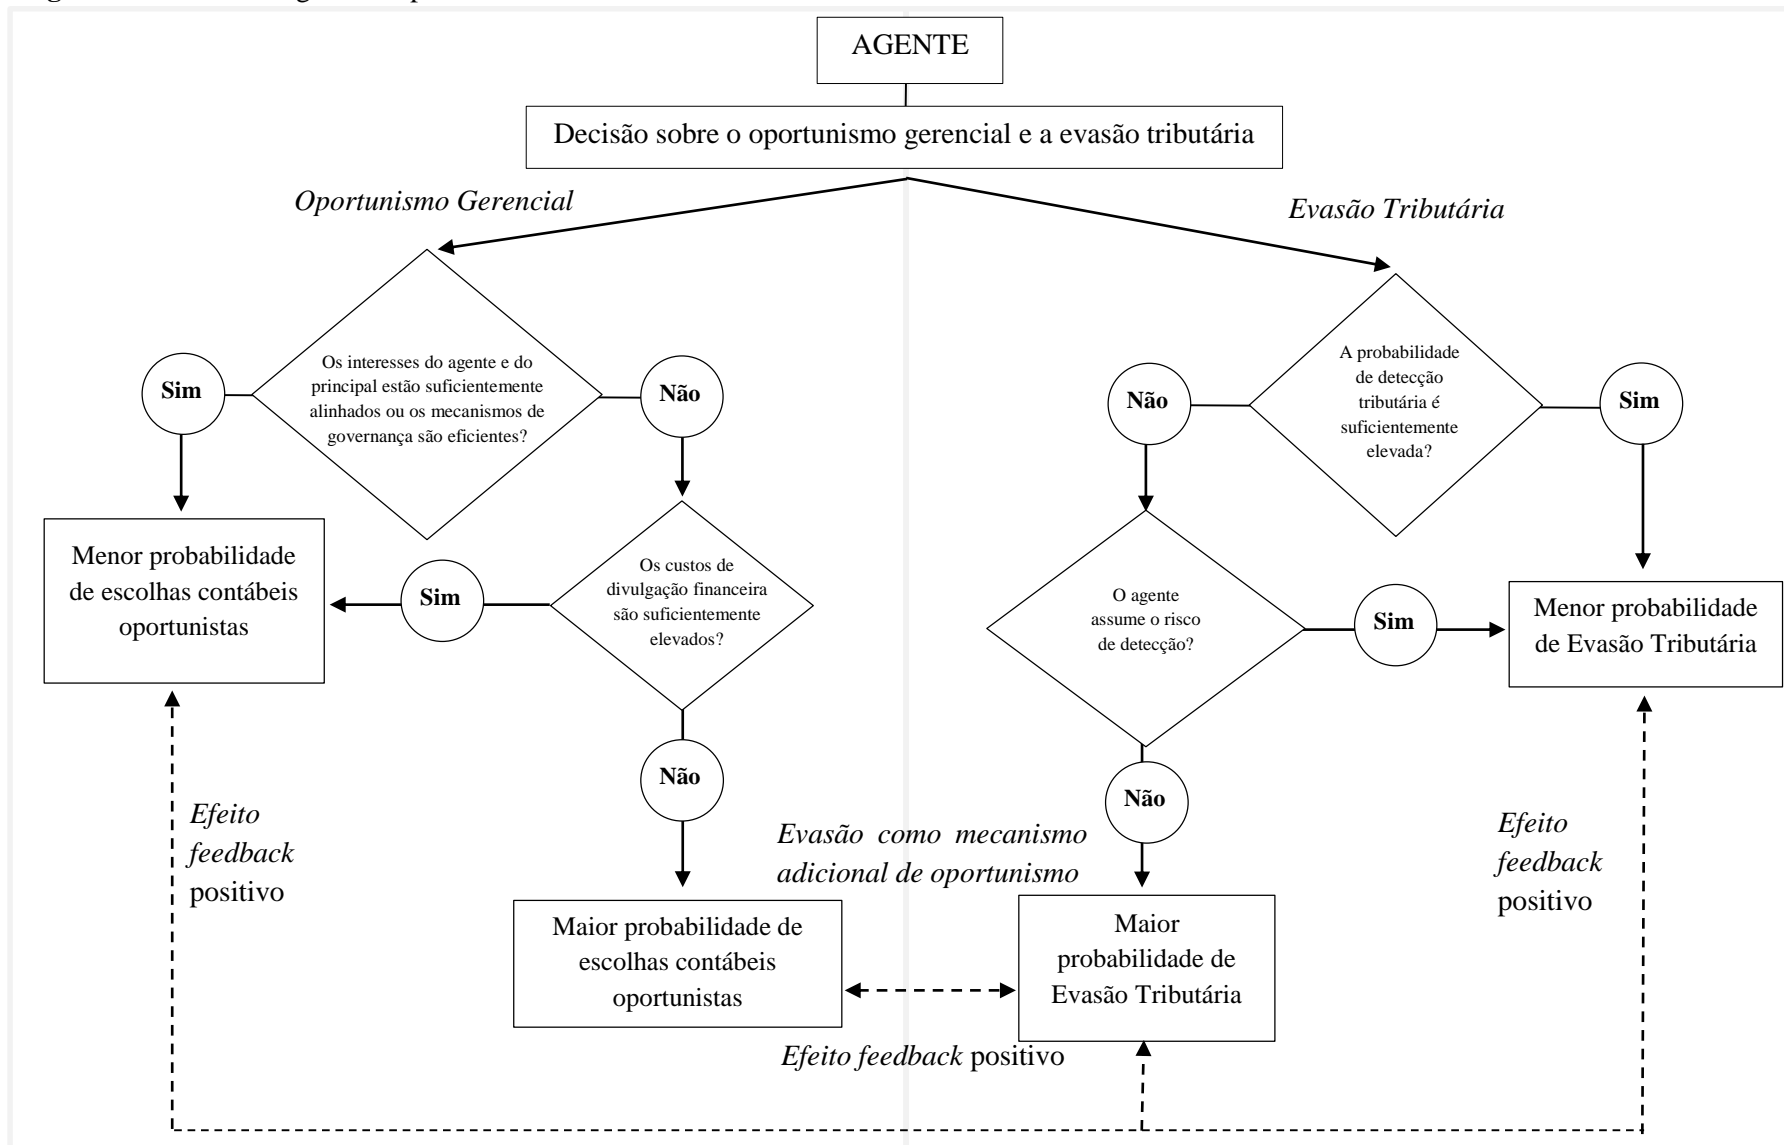 AGENTE
Decisão sobre o oportunismo gerencial e a evasão tributária
Oportunismo Gerencial
Evasão Tributária
Os interesses do agente e do
principal estão suficientemente
alinhados ou os mecanismos de
governança são eficientes?
Sim
Não
A probabilidade
de detecção
tributária é
suficientemente
elevada?
Não
Sim
Menor probabilidade
de escolhas contábeis
oportunistas
Sim
Os custos de
divulgação financeira
são suficientemente
elevados?
O agente
assume o risco
de detecção?
Sim
Menor probabilidade
de Evasão Tributária
Não
Não
Efeito
feedback
positivo
Evasão como mecanismo
adicional de oportunismo
Efeito
feedback
positivo
Maior probabilidade de
escolhas contábeis
oportunistas
Maior
probabilidade de
Evasão Tributária
Efeito feedback positivo